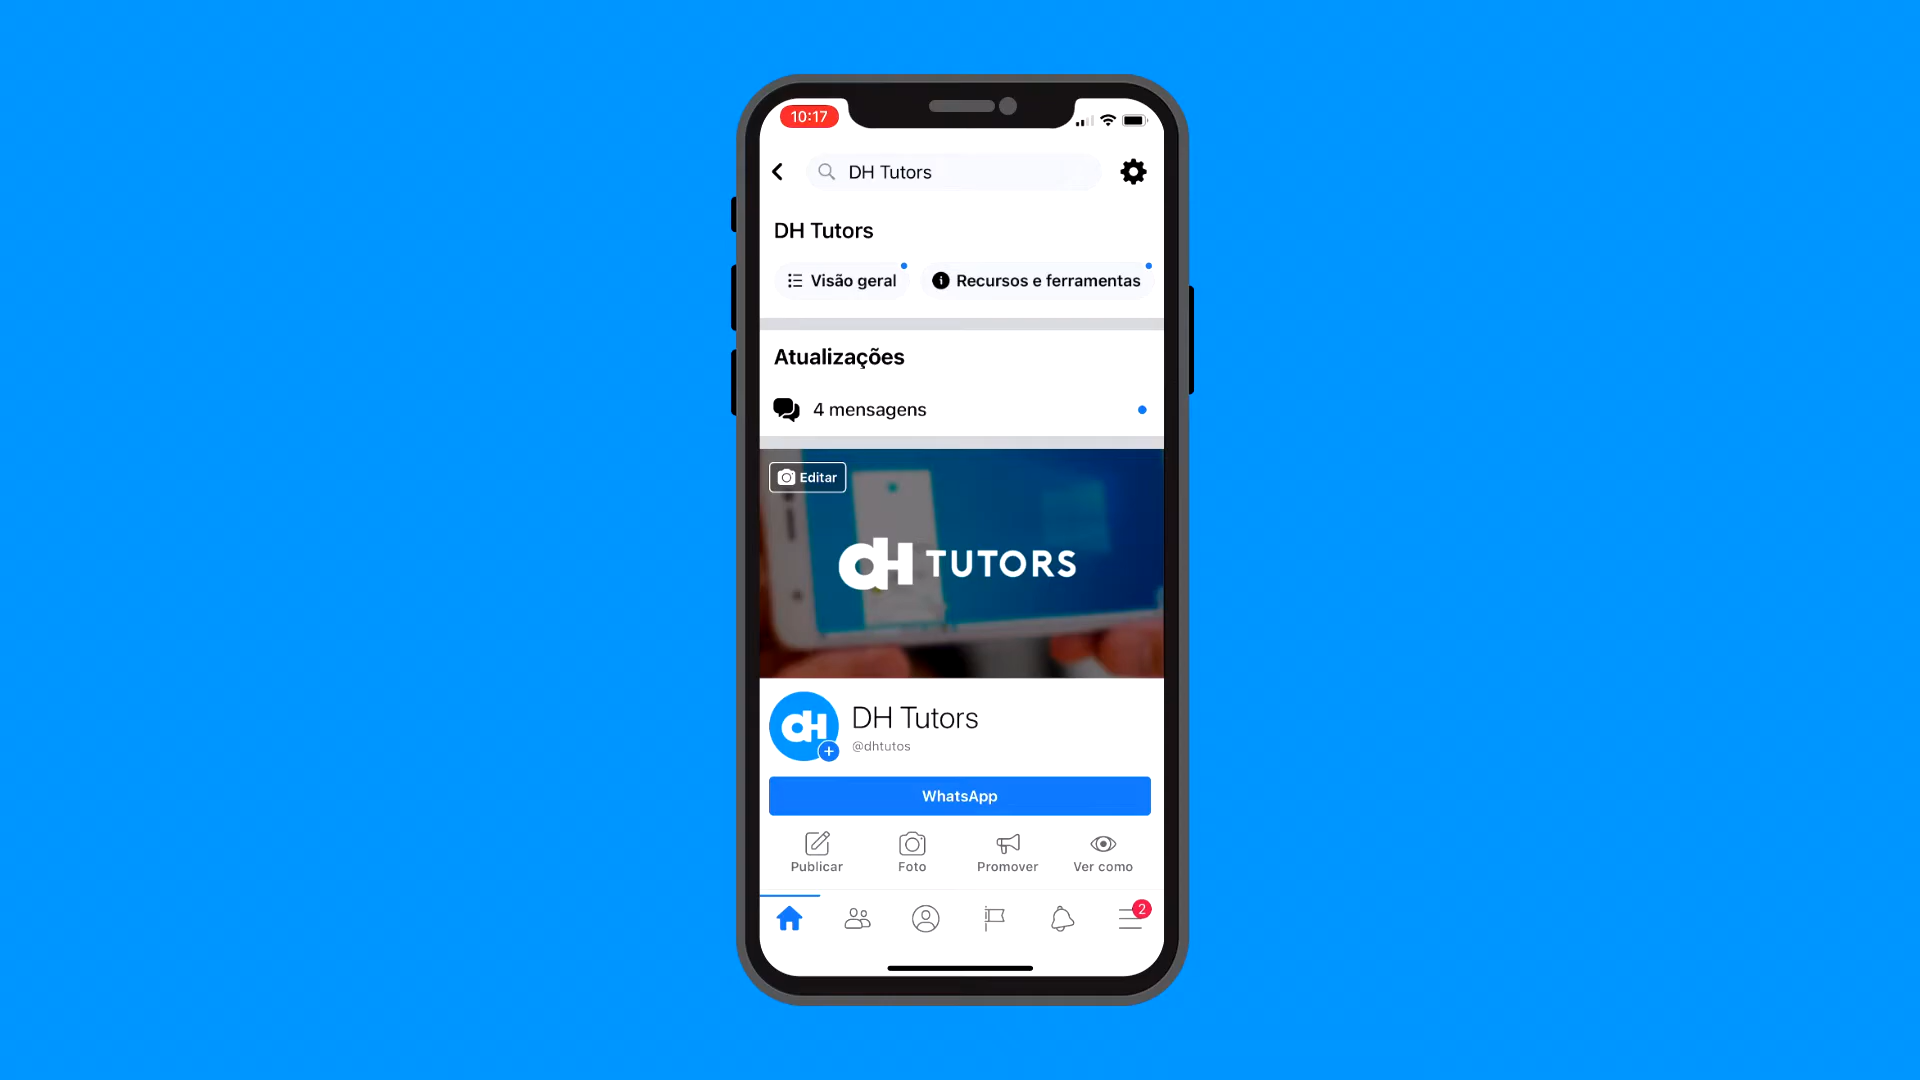 10:17
DH Tutors
DH Tutors
Visão geral
Recursos e ferramentas
Atualizações
4 mensagens
Editar
dH TUTORS
dH
DH Tutors
@dhtutos
WhatsApp
Publicar
Foto
Promover
Ver como
2